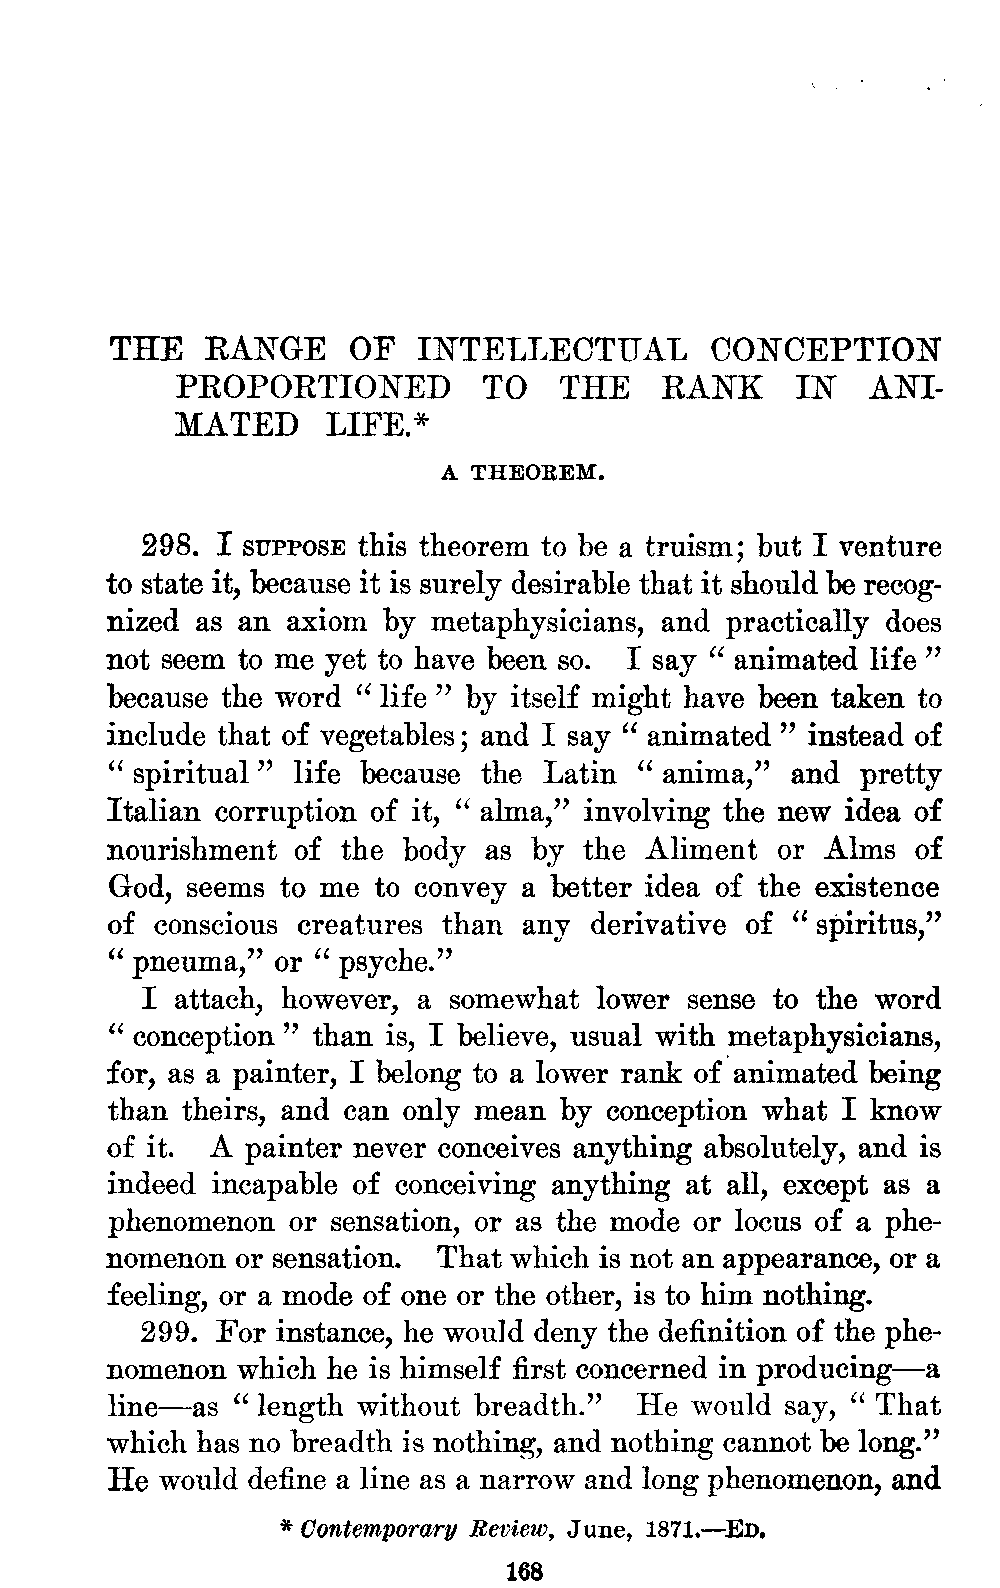 THE RANGE OF INTELLECTUAL CONCEPTION
PROPORTIONED TO THE RANK IN ANI-
MATED LIFE.*
A THEOREM.
298. I SUPPOSE this theorem to be a truism; but I venture
to state it, because it is surely desirable that it should be recog-
nized as an axiom by metaphysicians, and practically does
not seem to me yet to have been so. I say “ animated life ”
because the word “ life ” by itself might have been taken to
include that of vegetables; and I say “ animated ” instead of
“ spiritual ” life because the Latin “ anima,” and pretty
Italian corruption of it, “ alma,” involving the new idea of
nourishment of the body as by the Aliment or Alms of
God, seems to me to convey a better idea of the existence
of conscious creatures than any derivative of “ spiritus,”
“ pneuma,” or “ psyche.”
I attach, however, a somewhat lower sense to the word
“ conception ” than is, I believe, usual with metaphysicians,
for, as a painter, I belong to a lower rank of animated being
than theirs, and can only mean by conception what I know
of it. A painter never conceives anything absolutely, and is
indeed incapable of conceiving anything at all, except as a
phenomenon or sensation, or as the mode or locus of a phe-
nomenon or sensation. That which is not an appearance, or a
feeling, or a mode of one or the other, is to him nothing.
299. For instance, he would deny the definition of the phe-
nomenon which he is himself first concerned in producing—a
line—as “ length without breadth.” He would say, “ That
which has no breadth is nothing, and nothing cannot be long.”
He would define a line as a narrow and long phenomenon, and
* Contemporary Review, June, 1871.—ED.
168